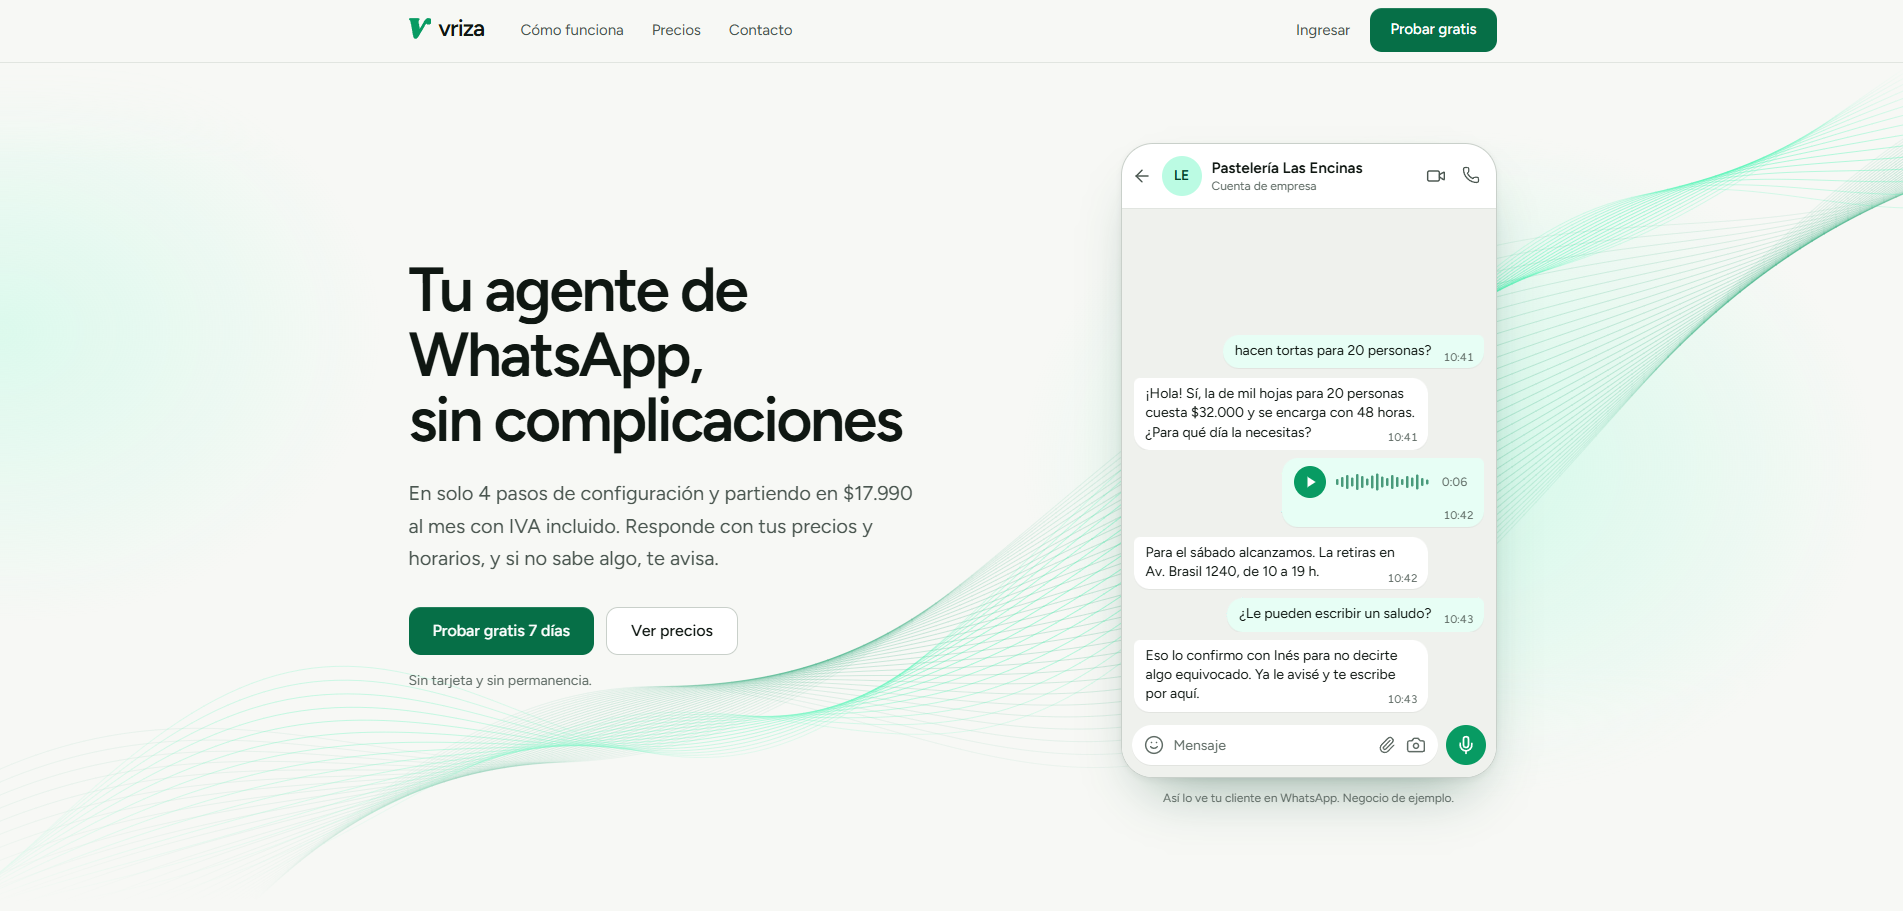 vriza
Cómo funciona
Precios
Contacto
Ingresar
Probar gratis
Tu agente de
WhatsApp,
sin complicaciones
En solo 4 pasos de configuración y partiendo en $17.990
al mes con IVA incluido. Responde con tus precios y
horarios, y si no sabe algo, te avisa.
Probar gratis 7 días
Ver precios
Sin tarjeta y sin permanencia.
LE
Pastelería Las Encinas
Cuenta de empresa
hacen tortas para 20 personas?
10:41
¡Hola! Sí, la de mil hojas para 20 personas
cuesta $32.000 y se encarga con 48 horas.
¿Para qué día la necesitas?
10:41
0:06
10:42
Para el sábado alcanzamos. La retiras en
Av. Brasil 1240, de 10 a 19 h.
10:42
¿Le pueden escribir un saludo?
10:43
Eso lo confirmo con Inés para no decirte
algo equivocado. Ya le avisé y te escribe
por aquí.
10:43
Mensaje
Así lo ve tu cliente en WhatsApp. Negocio de ejemplo.